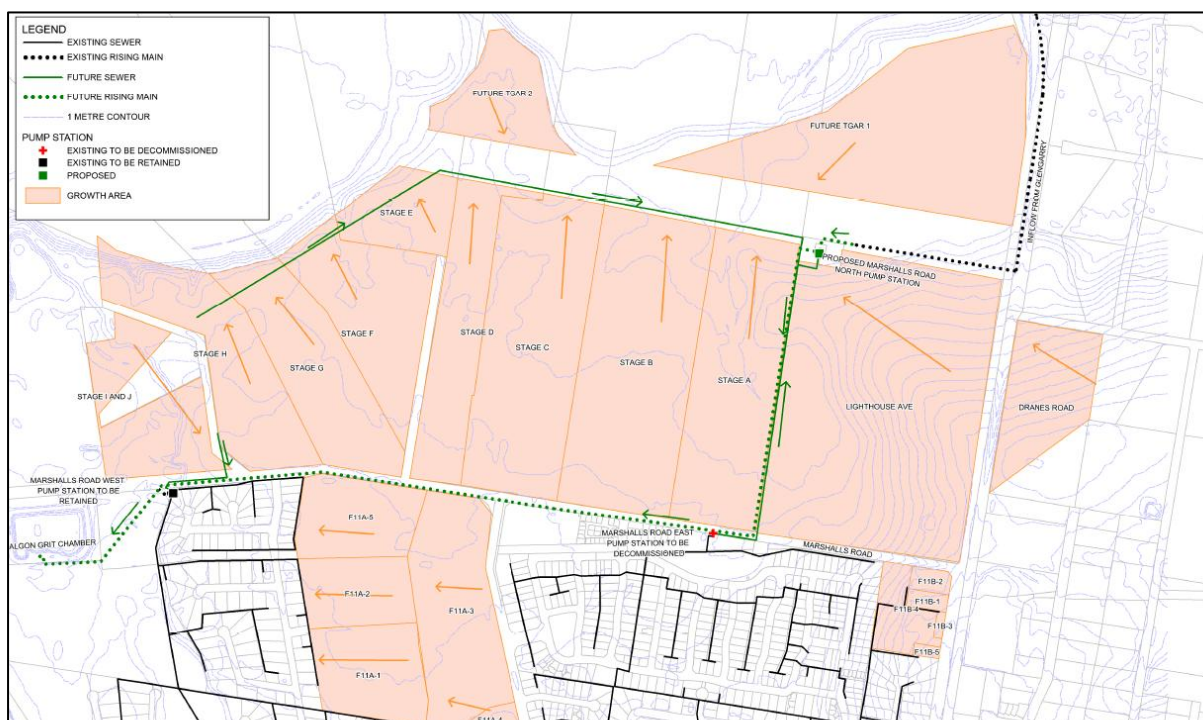 LEGEND
EXISTING SEWER
EXISTING RISING MAIN
FUTURE SEWER
FUTURE RISING MAIN
1 METRE CONTOUR
PUMP STATION
EXISTING TO BE DECOMMISSIONED
EXISTING TO BE RETAINED
PROPOSED
GROWTH AREA
FUTURE TGAR 2
FUTURE TGAR 1
INFLOW FROM GLENGARRY
STAGE E
PROPOSED MARSHALLS ROAD
NORTH PUMP STATION
STAGE F
STAGE D
STAGE C
STAGE H
STAGE G
STAGE B
STAGE A
STAGE I AND J
LIGHTHOUSE AVE
DRANES ROAD
MARSHALLS ROAD WEST
PUMP STATION TO BE
RETAINED
ALGON GRIT CHAMBER
F11A-5
MARSHALLS ROAD EAST
PUMP STATION TO BE
DECOMMISSIONED
MARSHALLS ROAD
F11A-2
F11A-3
F11B-2
F11B-1
F11B-4
F11B-3
F11B-5
F11A-1
F11A-4